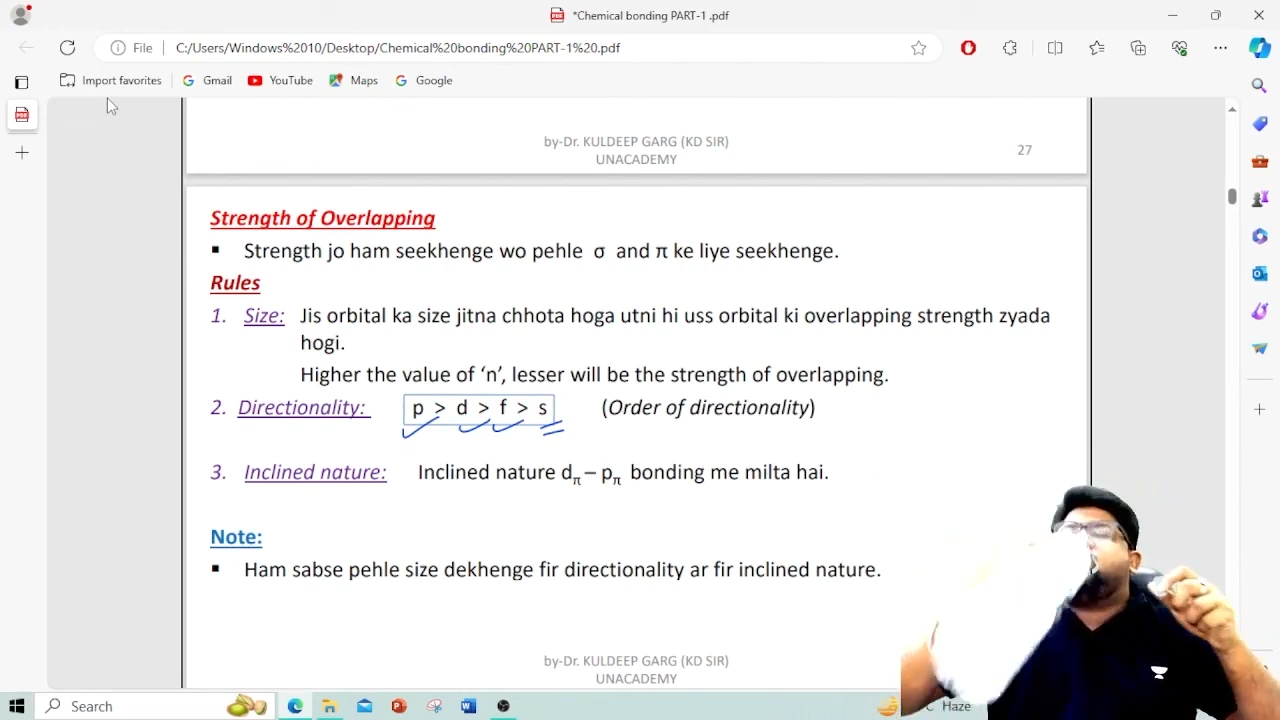 *Chemical bonding PART-1 .pdf
File
C:/Users/Windows%2010/Desktop/Chemical%20bonding%20PART-1%20.pdf
Import favorites
Gmail
YouTube
Maps
Google
by-Dr. KULDEEP GARG (KD SIR)
UNACADEMY
27
Strength of Overlapping
▪ Strength jo ham seekhenge wo pehle σ and π ke liye seekhenge.
Rules
1. Size: Jis orbital ka size jitna chhota hoga utni hi uss orbital ki overlapping strength zyada
hogi.
Higher the value of ‘n’, lesser will be the strength of overlapping.
2. Directionality: p > d > f > s (Order of directionality)
3. Inclined nature: Inclined nature dπ – pπ bonding me milta hai.
Note:
▪ Ham sabse pehle size dekhenge fir directionality ar fir inclined nature.
by-Dr. KULDEEP GARG (KD SIR)
UNACADEMY
Search
C Haze